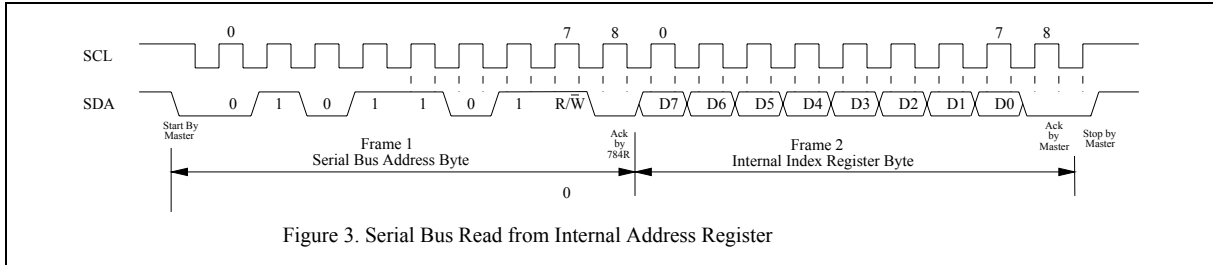 0 7 8 0 7 8
SCL
SDA 0 1 0 1 1 0 1 R/W̅ D7 D6 D5 D4 D3 D2 D1 D0
Start By
Master
Ack
by
784R
Ack
by
Master
Stop by
Master
Frame 1
Serial Bus Address Byte
Frame 2
Internal Index Register Byte
0
Figure 3. Serial Bus Read from Internal Address Register